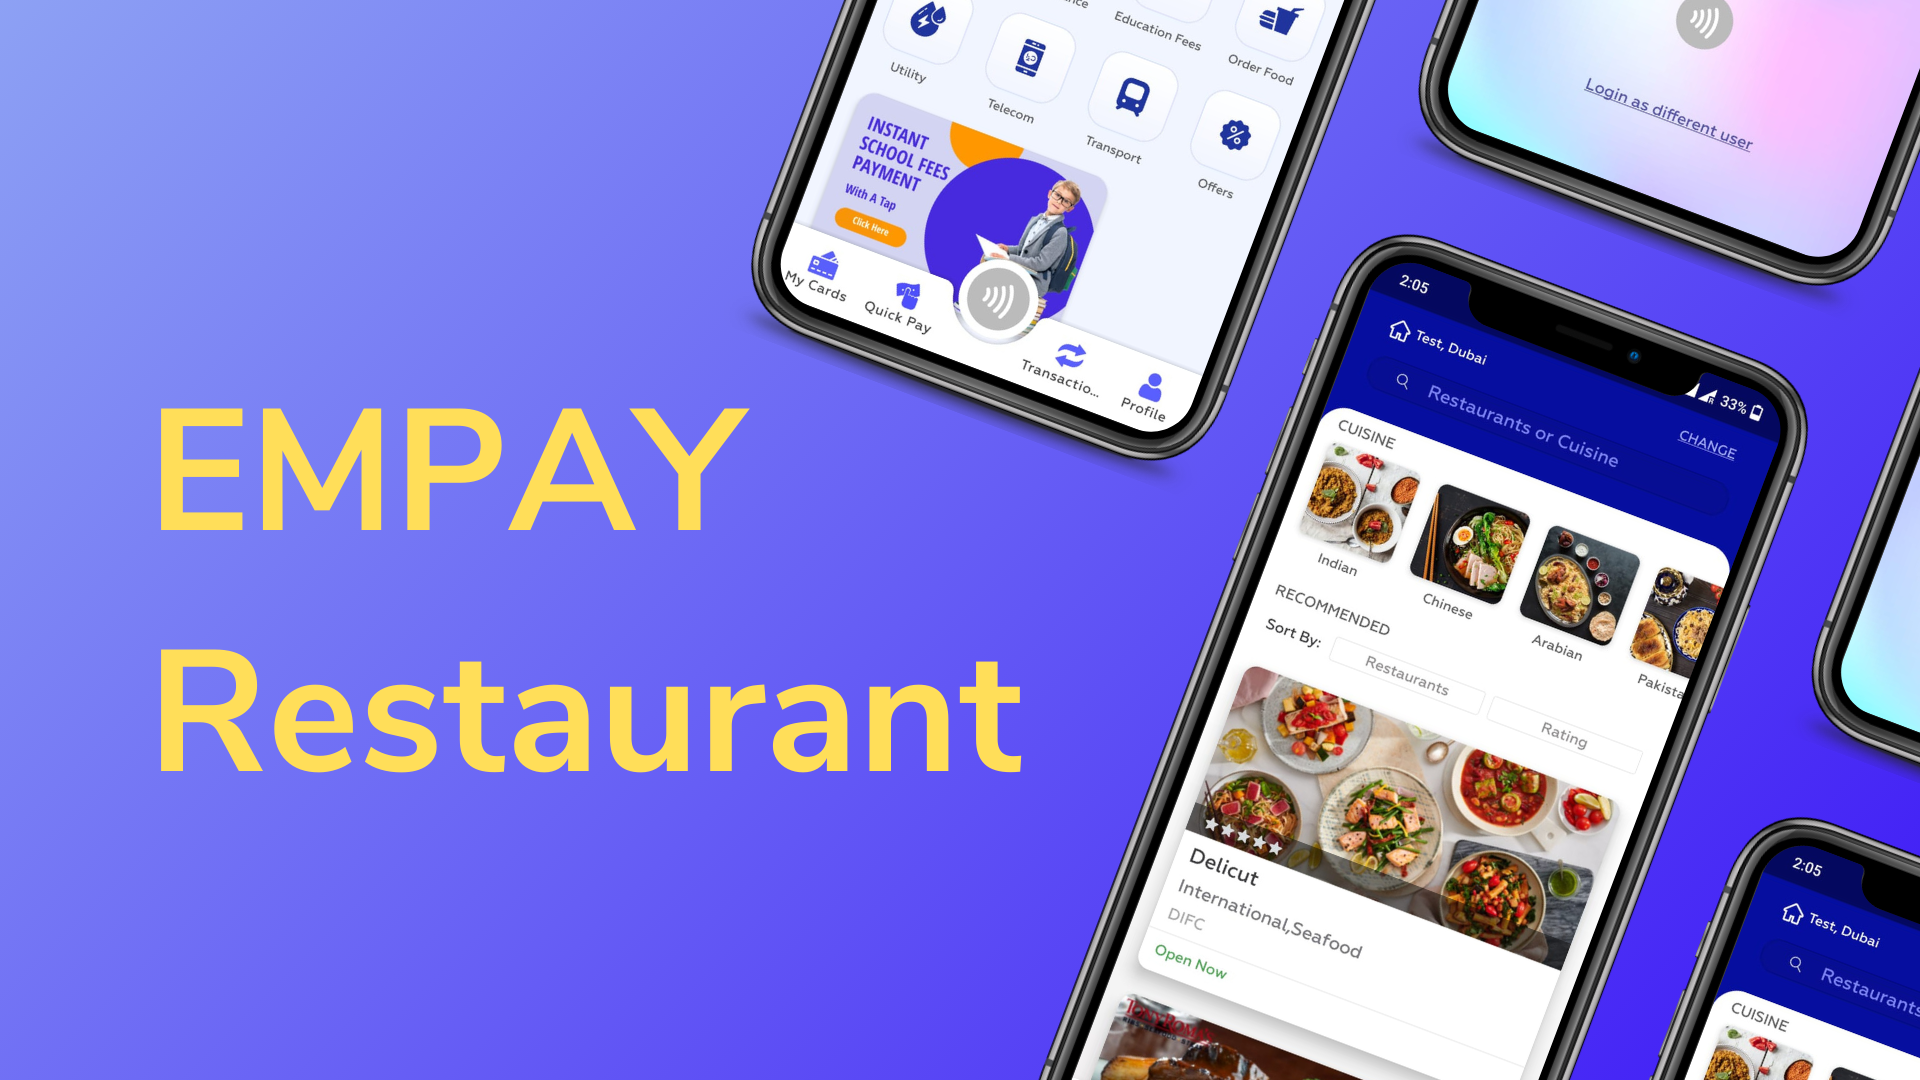 EMPAY
Restaurant
Education Fees
Order Food
Utility
Telecom
Transport
Offers
INSTANT
SCHOOL FEES
PAYMENT
With A Tap
Click Here
My Cards
Quick Pay
Transactio...
Profile
Login as different user
2:05
33%
Test, Dubai
CHANGE
Restaurants or Cuisine
CUISINE
Indian
Chinese
Arabian
Pakista
RECOMMENDED
Sort By:
Restaurants
Rating
Delicut
International,Seafood
DIFC
Open Now
2:05
Test, Dubai
Restaurants
CUISINE